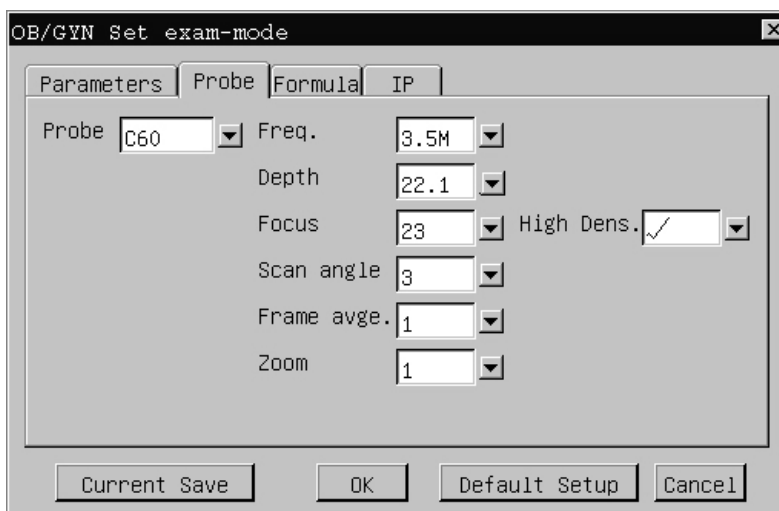 OB/GYN Set exam-mode
Parameters Probe Formula IP
Probe C60 Freq. 3.5M
Depth 22.1
Focus 23 High Dens. ✓
Scan angle 3
Frame avge. 1
Zoom 1
Current Save OK Default Setup Cancel